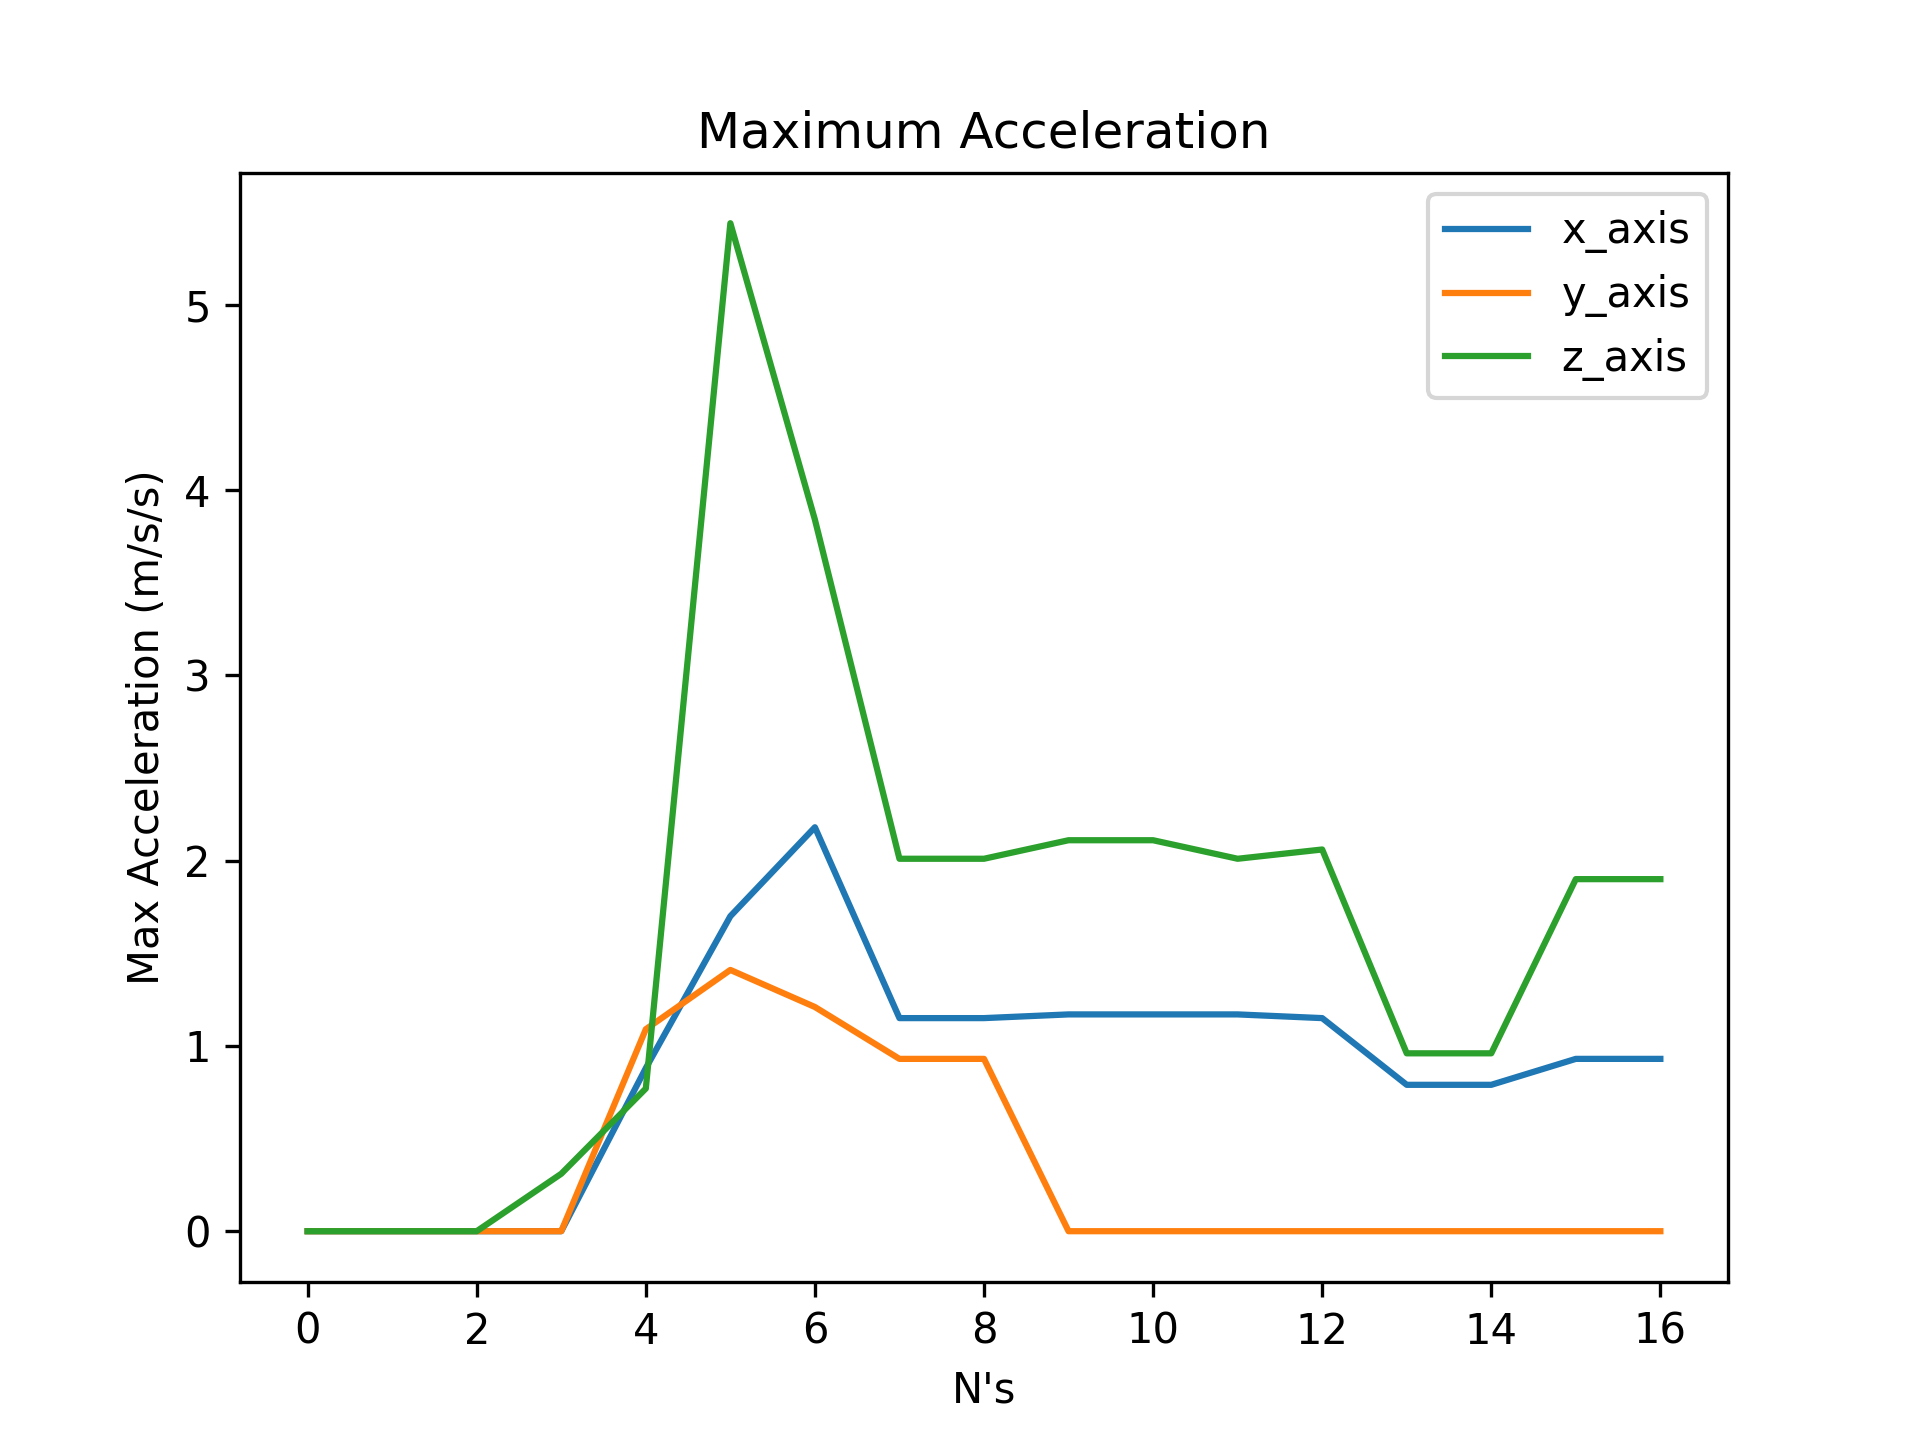 Maximum Acceleration
x_axis
y_axis
z_axis
Max Acceleration (m/s/s)
5
4
3
2
1
0
0 2 4 6 8 10 12 14 16
N's